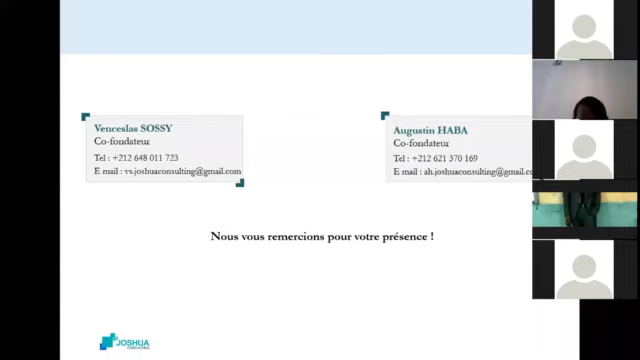 Venceslas SOSSY
Co-fondateur
Tel : +212 648 011 723
E mail : vs.joshuaconsulting@gmail.com
Augustin HABA
Co-fondateur
Tel : +212 621 370 169
E mail : ah.joshuaconsulting@gmail.c
Nous vous remercions pour votre présence !
JOSHUA
CONSULTING